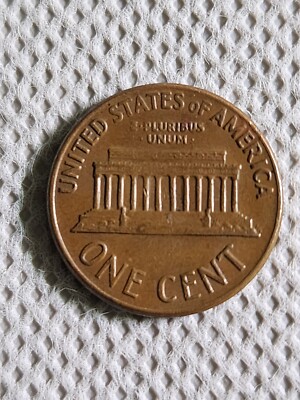 UNITED STATES OF AMERICA
E PLURIBUS
UNUM
ONE CENT